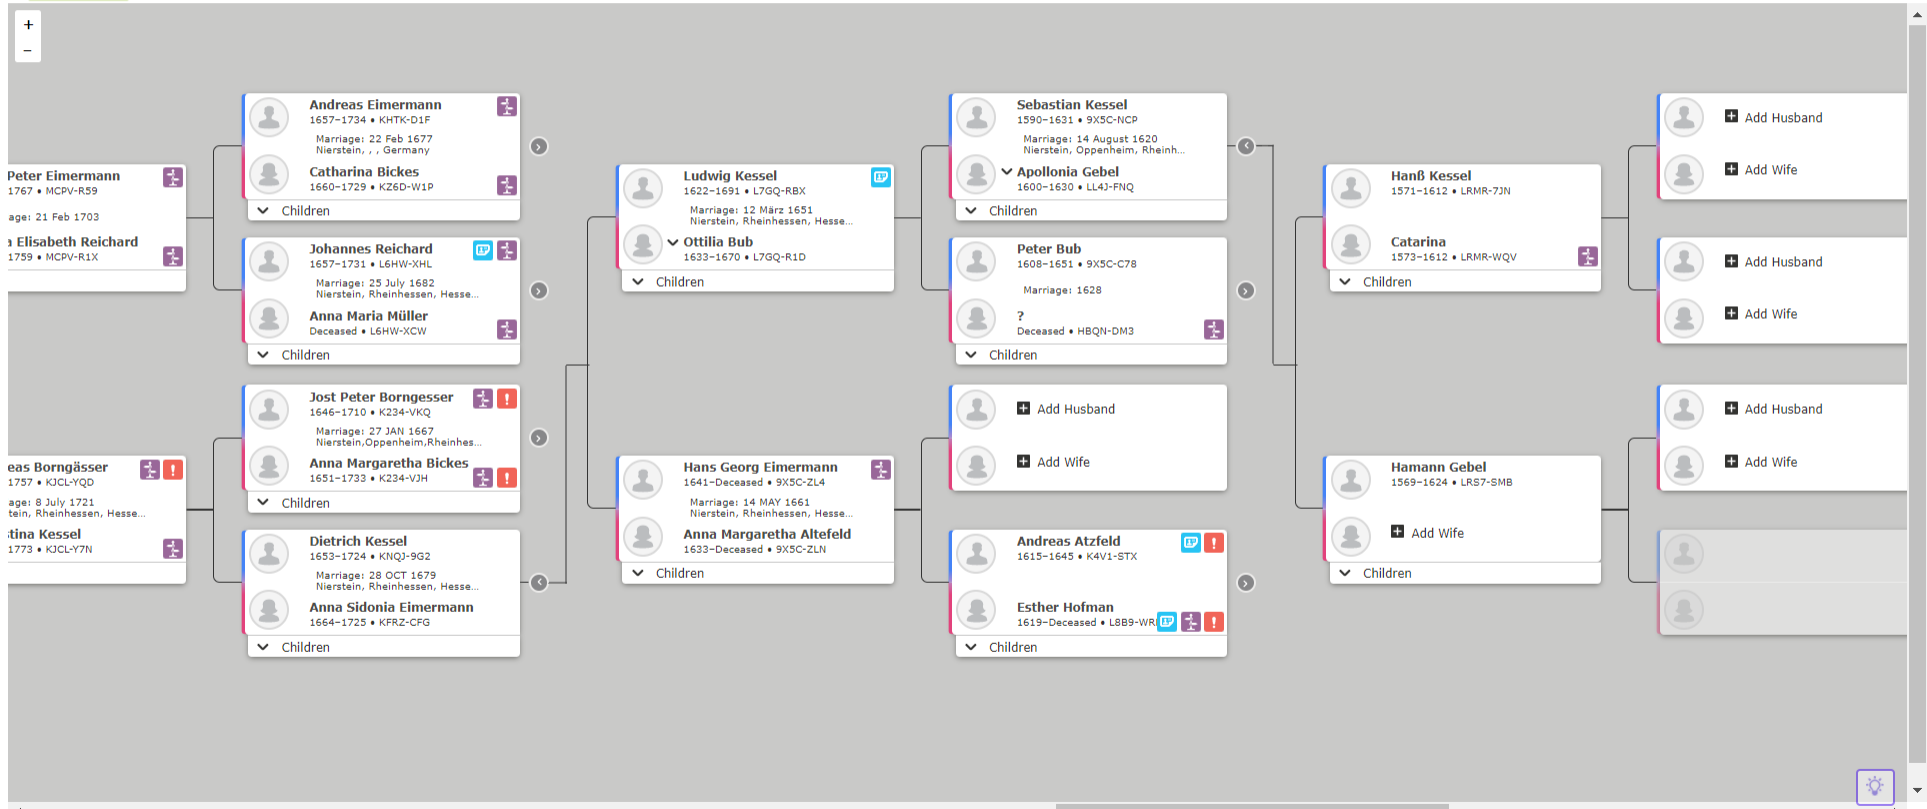 +
−
Peter Eimermann
1767 • MCPV-R59
age: 21 Feb 1703
a Elisabeth Reichard
1759 • MCPV-R1X
eas Borngässer
1757 • KJCL-YQD
age: 8 July 1721
tein, Rheinhessen, Hesse...
stina Kessel
1773 • KJCL-Y7N
Andreas Eimermann
1657–1734 • KHTK-D1F
Marriage: 22 Feb 1677
Nierstein, , , Germany
Catharina Bickes
1660–1729 • KZ6D-W1P
Children
Johannes Reichard
1657–1731 • L6HW-XHL
Marriage: 25 July 1682
Nierstein, Rheinhessen, Hesse...
Anna Maria Müller
Deceased • L6HW-XCW
Children
Jost Peter Borngesser
1646–1710 • K234-VKQ
Marriage: 27 JAN 1667
Nierstein,Oppenheim,Rheinhes...
Anna Margaretha Bickes
1651–1733 • K234-VJH
Children
Dietrich Kessel
1653–1724 • KNQJ-9G2
Marriage: 28 OCT 1679
Nierstein, Rheinhessen, Hesse...
Anna Sidonia Eimermann
1664–1725 • KFRZ-CFG
Children
Ludwig Kessel
1622–1691 • L7GQ-RBX
Marriage: 12 März 1651
Nierstein, Rheinhessen, Hesse...
Ottilia Bub
1633–1670 • L7GQ-R1D
Children
Hans Georg Eimermann
1641–Deceased • 9X5C-ZL4
Marriage: 14 MAY 1661
Nierstein, Rheinhessen, Hesse...
Anna Margaretha Altefeld
1633–Deceased • 9X5C-ZLN
Children
Sebastian Kessel
1590–1631 • 9X5C-NCP
Marriage: 14 August 1620
Nierstein, Oppenheim, Rheinh...
Apollonia Gebel
1600–1630 • LL4J-FNQ
Children
Peter Bub
1608–1651 • 9X5C-C78
Marriage: 1628
?
Deceased • HBQN-DM3
Children
Add Husband
Add Wife
Andreas Atzfeld
1615–1645 • K4V1-STX
Esther Hofman
1619–Deceased • L8B9-WR
Children
Hanß Kessel
1571–1612 • LRMR-7JN
Catarina
1573–1612 • LRMR-WQV
Children
Hamann Gebel
1569–1624 • LRS7-SMB
Add Wife
Children
Add Husband
Add Wife
Add Husband
Add Wife
Add Husband
Add Wife